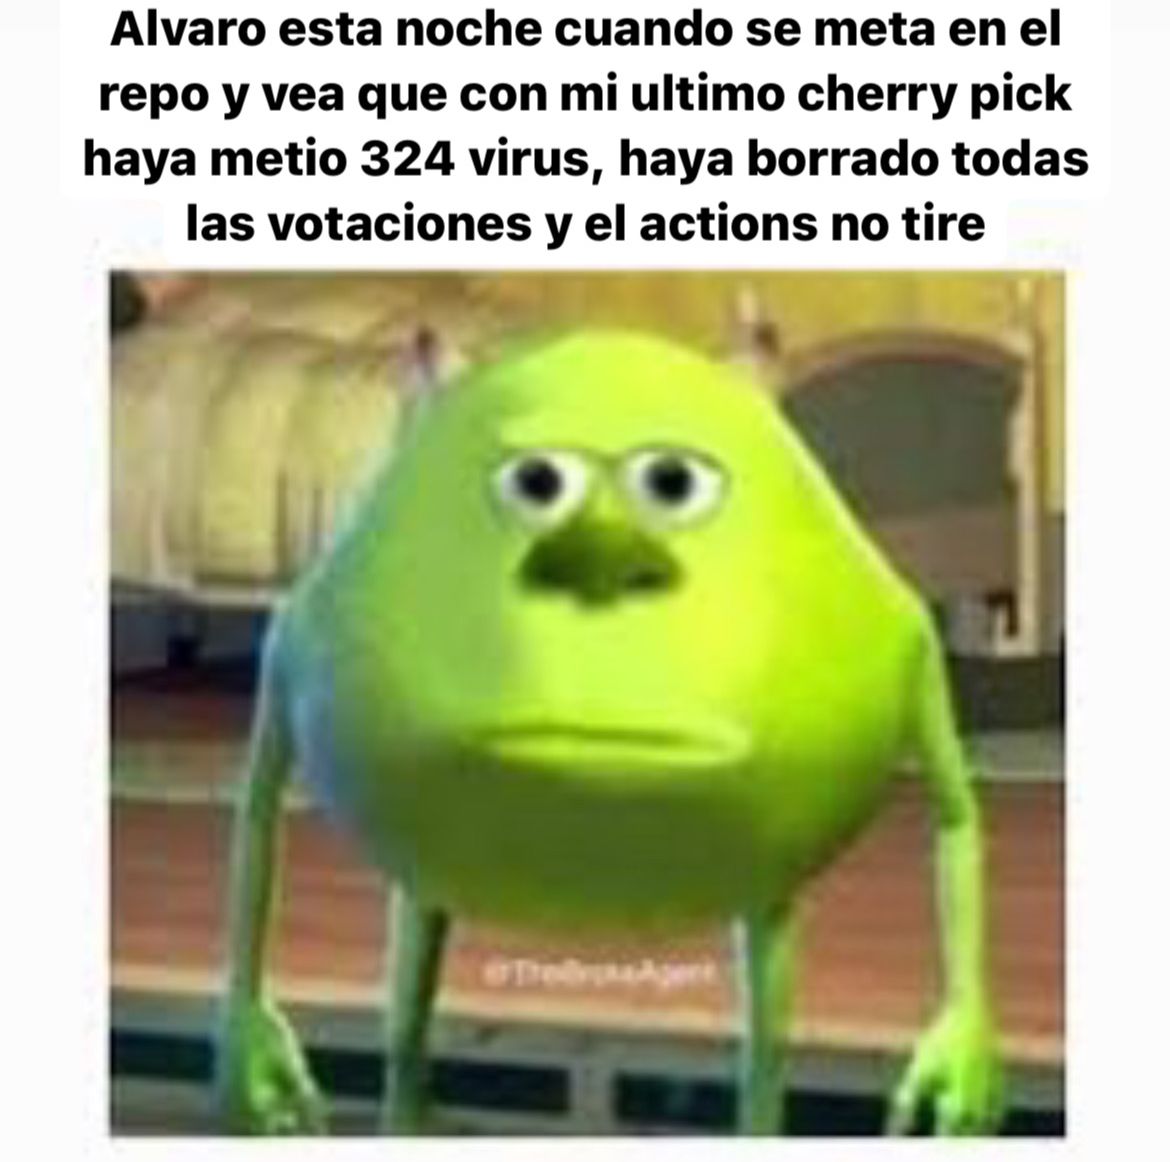 Alvaro esta noche cuando se meta en el
repo y vea que con mi ultimo cherry pick
haya metio 324 virus, haya borrado todas
las votaciones y el actions no tire
@TheBrokeAgent